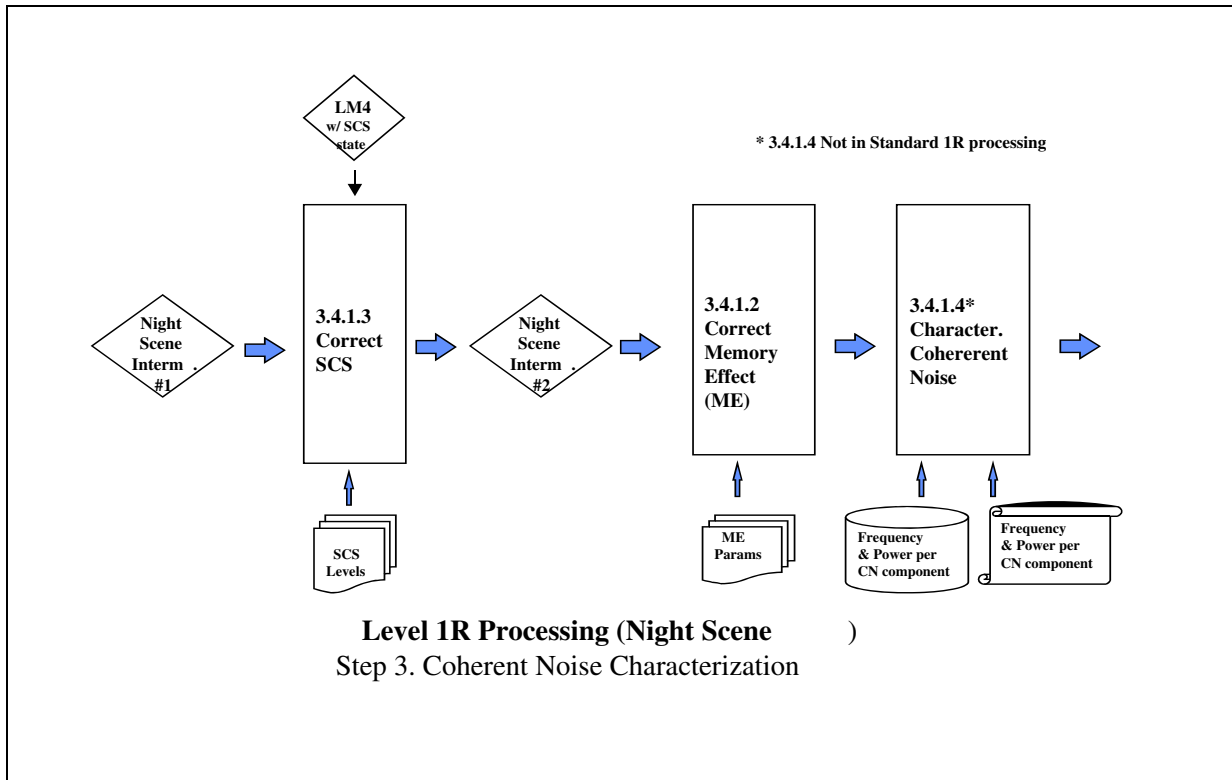 LM4
w/ SCS
state
* 3.4.1.4 Not in Standard 1R processing
Night
Scene
Interm .
#1
3.4.1.3
Correct
SCS
Night
Scene
Interm .
#2
3.4.1.2
Correct
Memory
Effect
(ME)
3.4.1.4*
Character.
Cohererent
Noise
SCS
Levels
ME
Params
Frequency
& Power per
CN component
Frequency
& Power per
CN component
Level 1R Processing (Night Scene )
Step 3. Coherent Noise Characterization